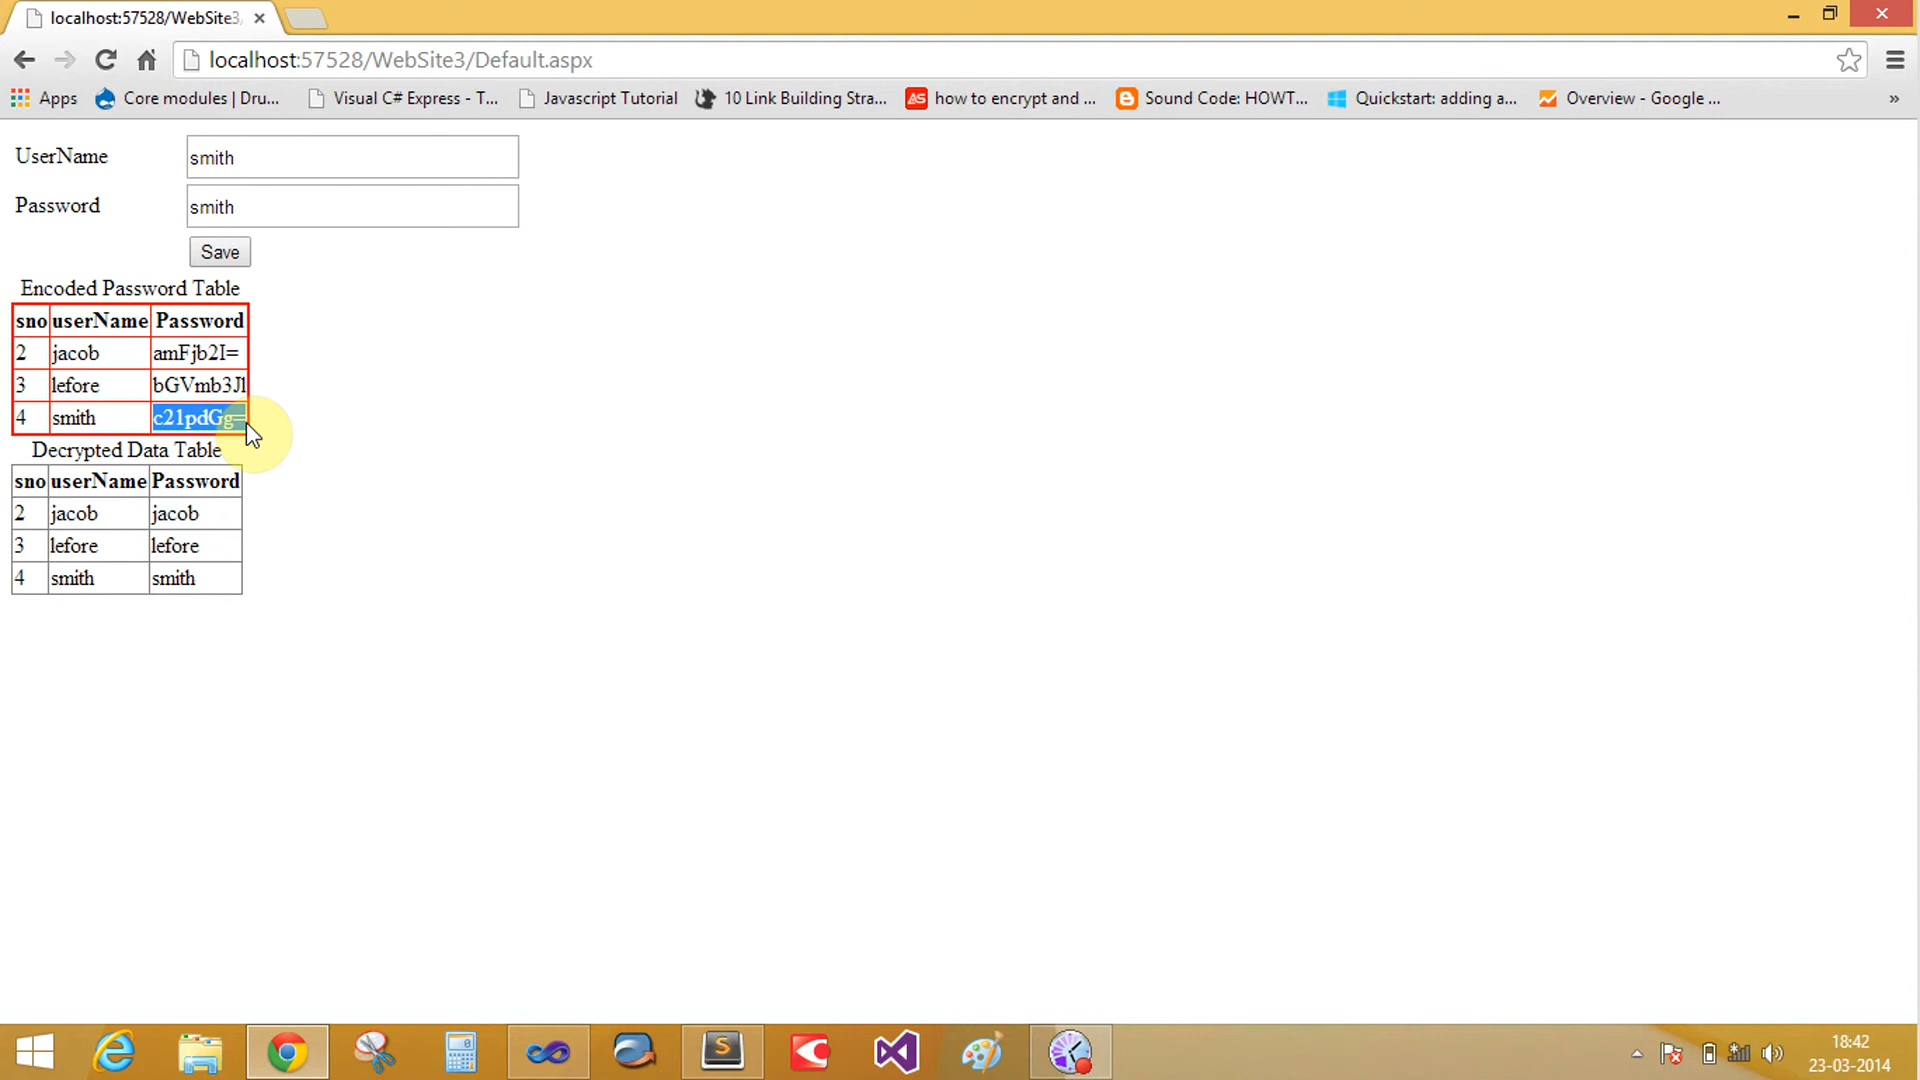 localhost:57528/WebSite3/
localhost:57528/WebSite3/Default.aspx
Apps Core modules | Dru... Visual C# Express - T... Javascript Tutorial 10 Link Building Stra... how to encrypt and ... Sound Code: HOWT... Quickstart: adding a... Overview - Google ... »
UserName smith
Password smith
Save
Encoded Password Table
sno userName Password
2 jacob amFjb2I=
3 lefore bGVmb3Jl
4 smith c21pdGg=
Decrypted Data Table
sno userName Password
2 jacob jacob
3 lefore lefore
4 smith smith
18:42
23-03-2014